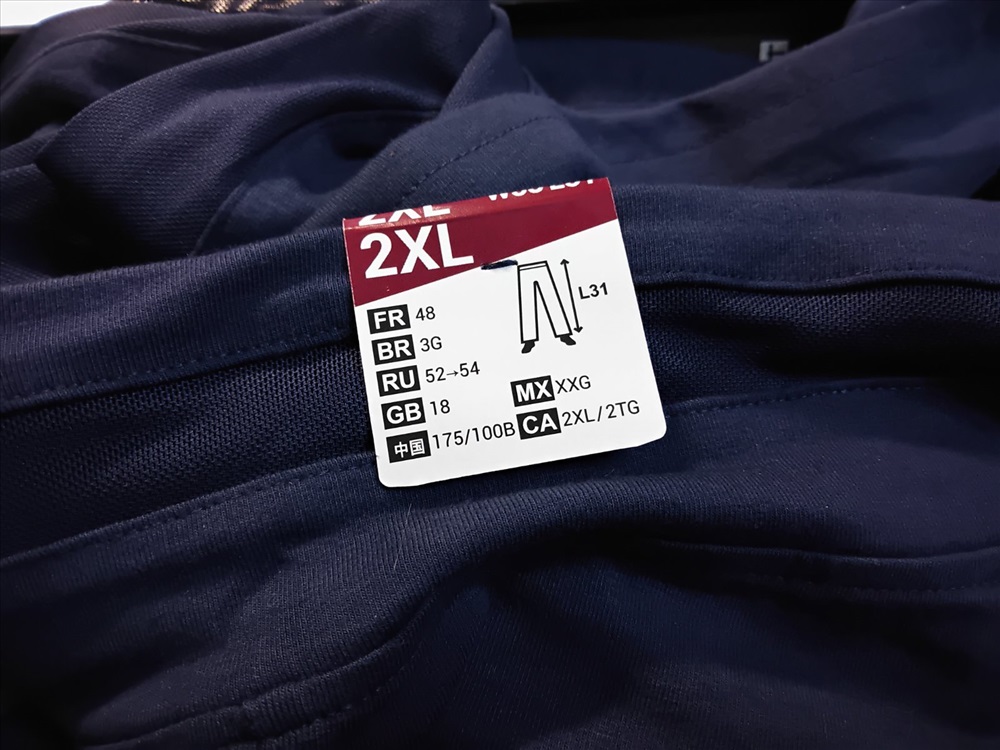 2XL
2XL
L31
FR 48
BR 3G
RU 52→54
GB 18
中国 175/100B
MX XXG
CA 2XL/2TG